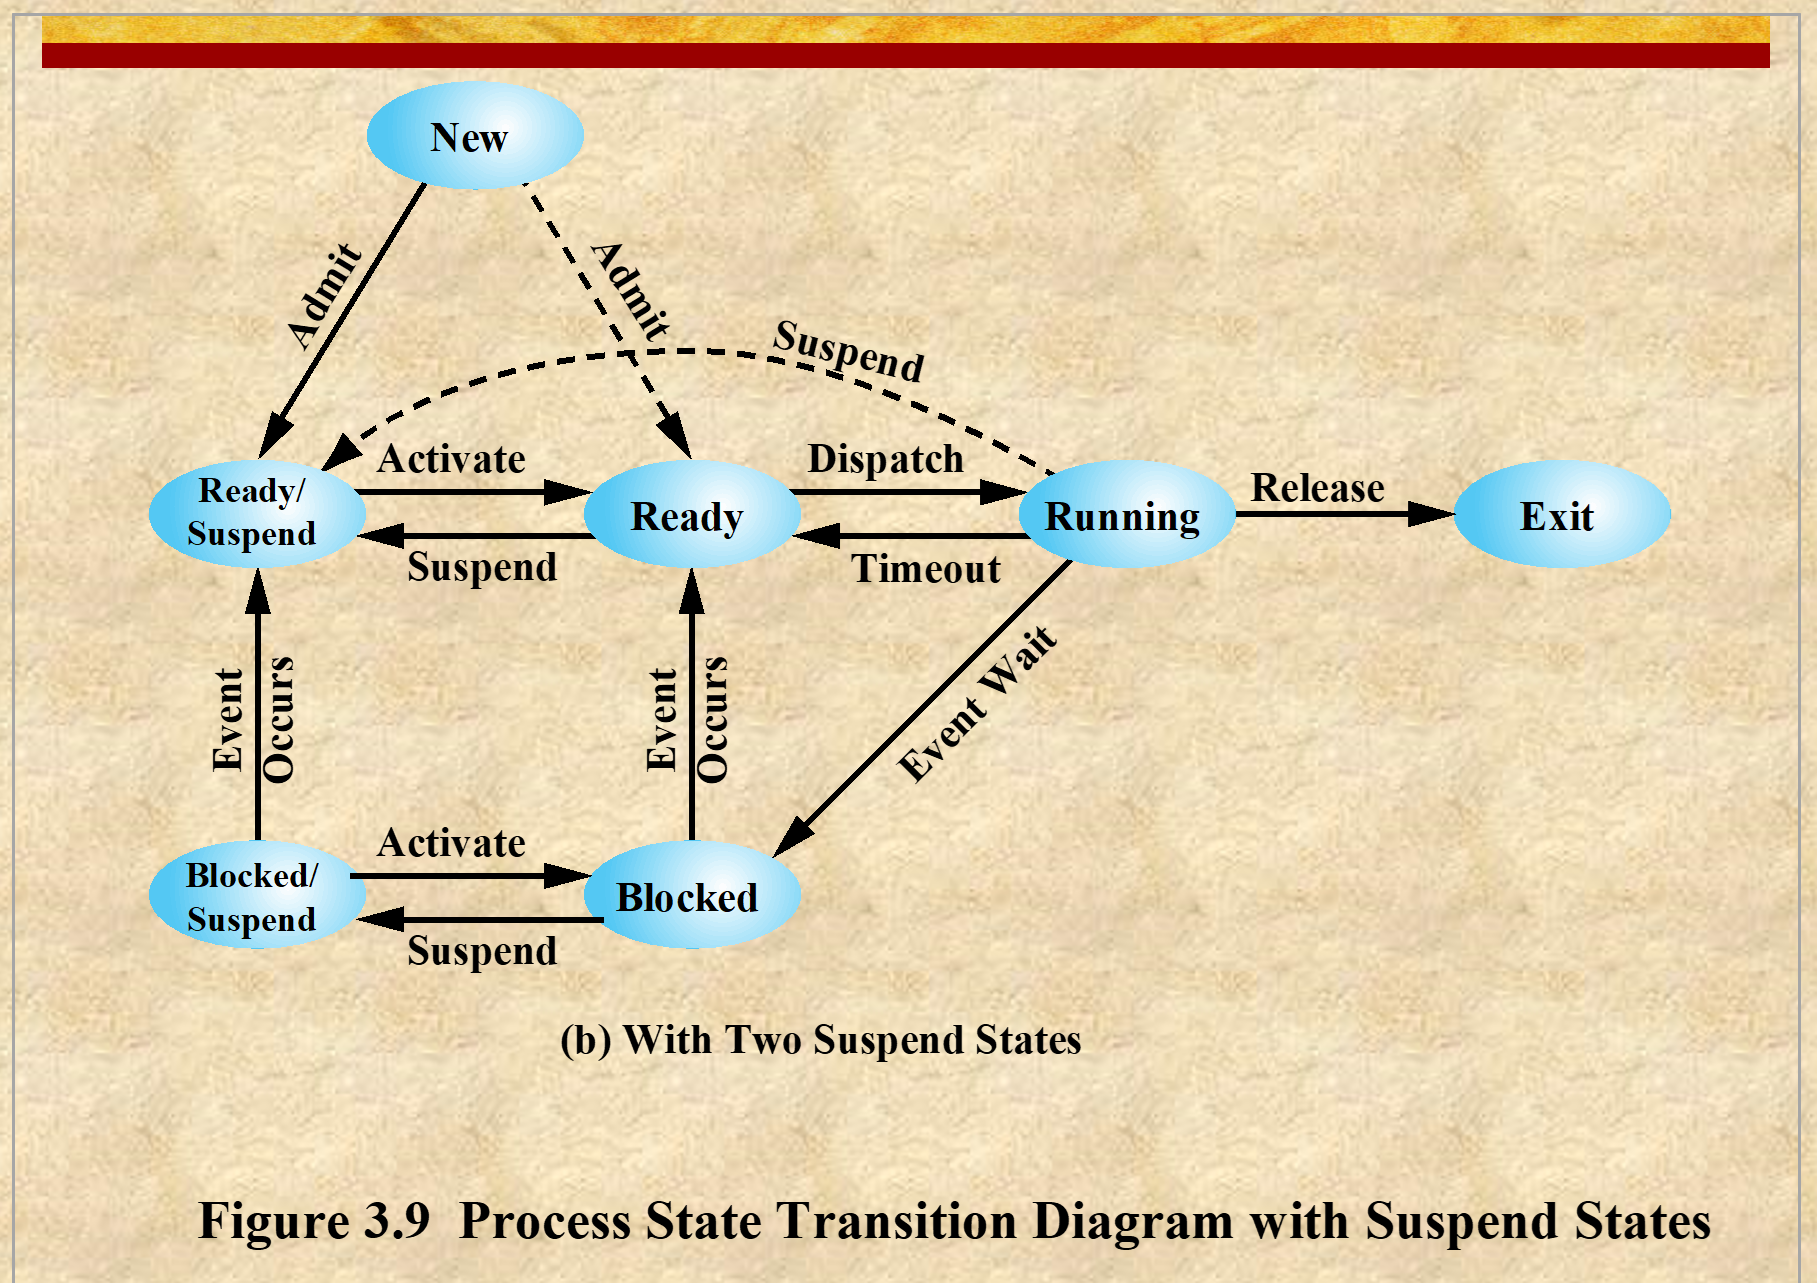 New
Admit
Admit
Suspend
Activate
Dispatch
Ready/
Suspend
Ready
Running
Release
Exit
Suspend
Timeout
Event
Occurs
Event
Occurs
Event Wait
Activate
Blocked/
Suspend
Blocked
Suspend
(b) With Two Suspend States
Figure 3.9 Process State Transition Diagram with Suspend States